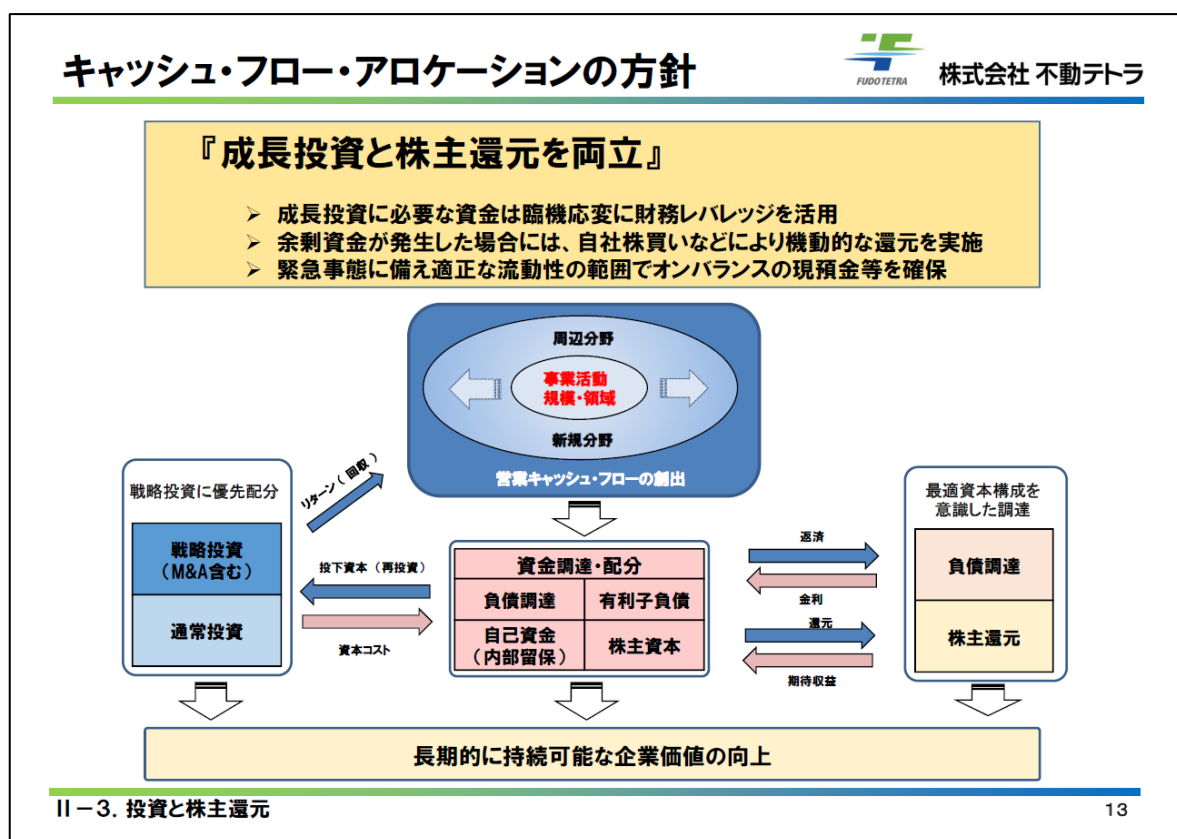 キャッシュ・フロー・アロケーションの方針
FUDO TETRA
株式会社 不動テトラ
『成長投資と株主還元を両立』
➢ 成長投資に必要な資金は臨機応変に財務レバレッジを活用
➢ 余剰資金が発生した場合には、自社株買いなどにより機動的な還元を実施
➢ 緊急事態に備え適正な流動性の範囲でオンバランスの現預金等を確保
周辺分野
事業活動
規模・領域
新規分野
営業キャッシュ・フローの創出
リターン(回収)
戦略投資に優先配分
戦略投資
(M&A含む)
通常投資
投下資本(再投資)
資本コスト
資金調達・配分
負債調達
有利子負債
自己資金
(内部留保)
株主資本
返済
金利
還元
期待収益
最適資本構成を
意識した調達
負債調達
株主還元
長期的に持続可能な企業価値の向上
Ⅱ-3.投資と株主還元
13